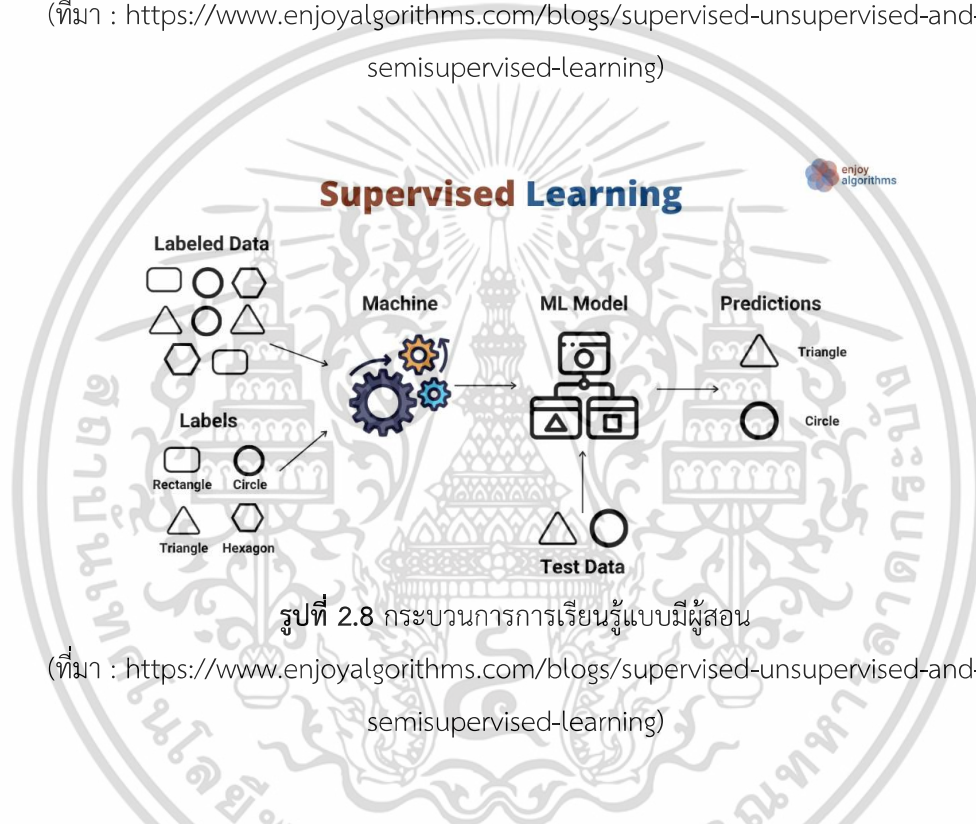 (ที่มา : https://www.enjoyalgorithms.com/blogs/supervised-unsupervised-and-
semisupervised-learning)
enjoy
algorithms
Supervised Learning
Labeled Data
Machine
ML Model
Predictions
Triangle
Circle
Labels
Rectangle Circle
Triangle Hexagon
Test Data
รูปที่ 2.8 กระบวนการการเรียนรู้แบบมีผู้สอน
(ที่มา : https://www.enjoyalgorithms.com/blogs/supervised-unsupervised-and-
semisupervised-learning)